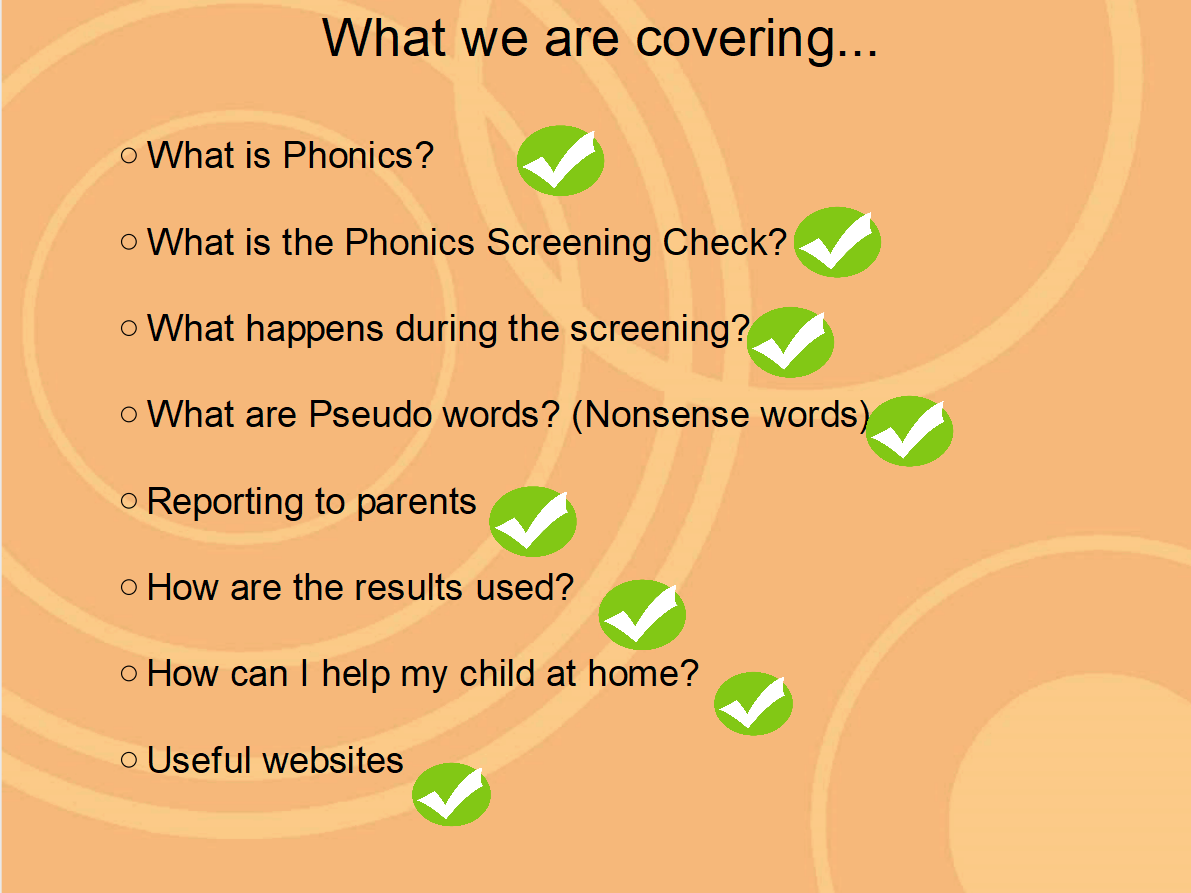 What we are covering...
What is Phonics?
What is the Phonics Screening Check?
What happens during the screening?
What are Pseudo words? (Nonsense words)
Reporting to parents
How are the results used?
How can I help my child at home?
Useful websites